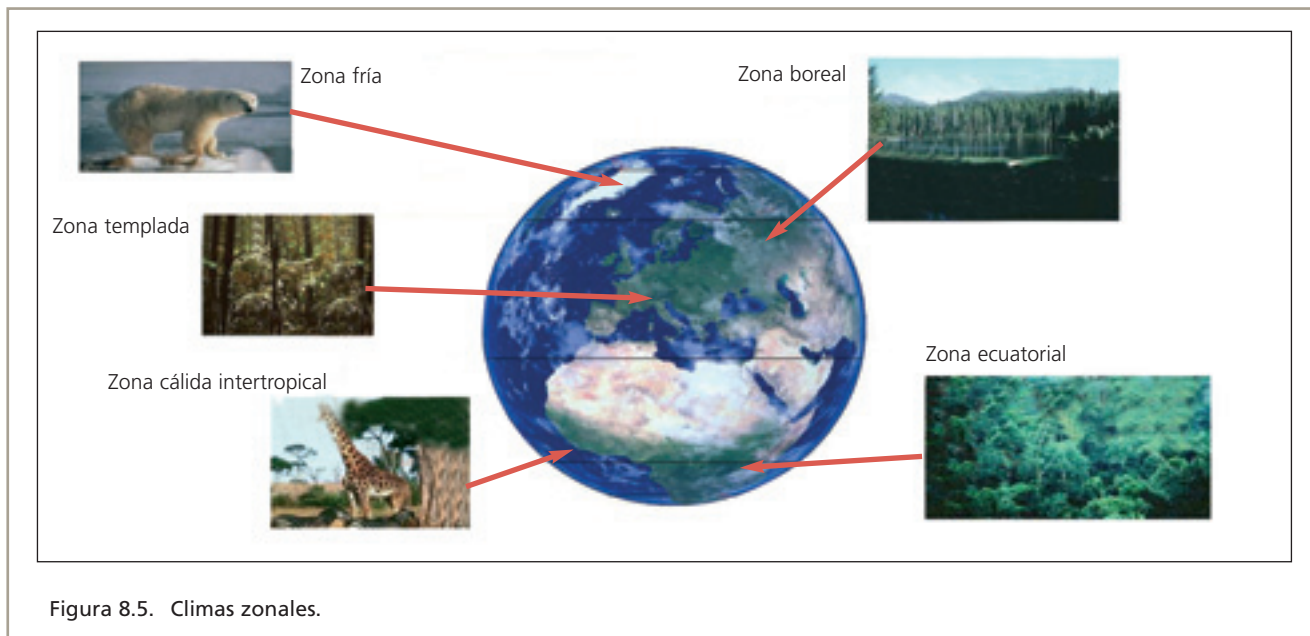 Zona fría
Zona boreal
Zona templada
Zona cálida intertropical
Zona ecuatorial
Figura 8.5. Climas zonales.